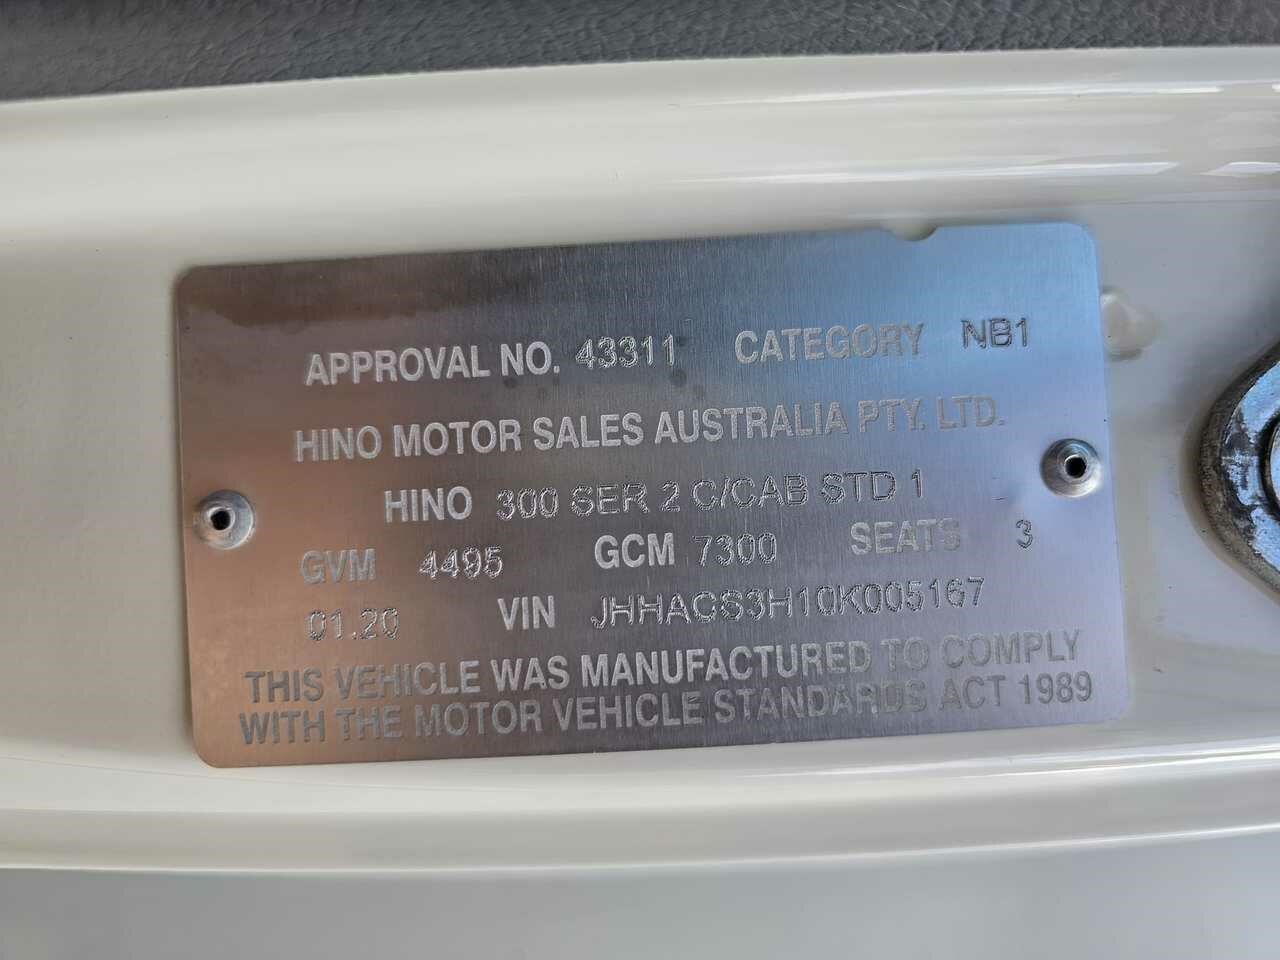 APPROVAL NO. 43311 CATEGORY NB1
HINO MOTOR SALES AUSTRALIA PTY. LTD.
HINO 300 SER 2 C/CAB STD 1
GVM 4495 GCM 7300 SEATS 3
01.20 VIN JHHACS3H10K005167
THIS VEHICLE WAS MANUFACTURED TO COMPLY
WITH THE MOTOR VEHICLE STANDARDS ACT 1989